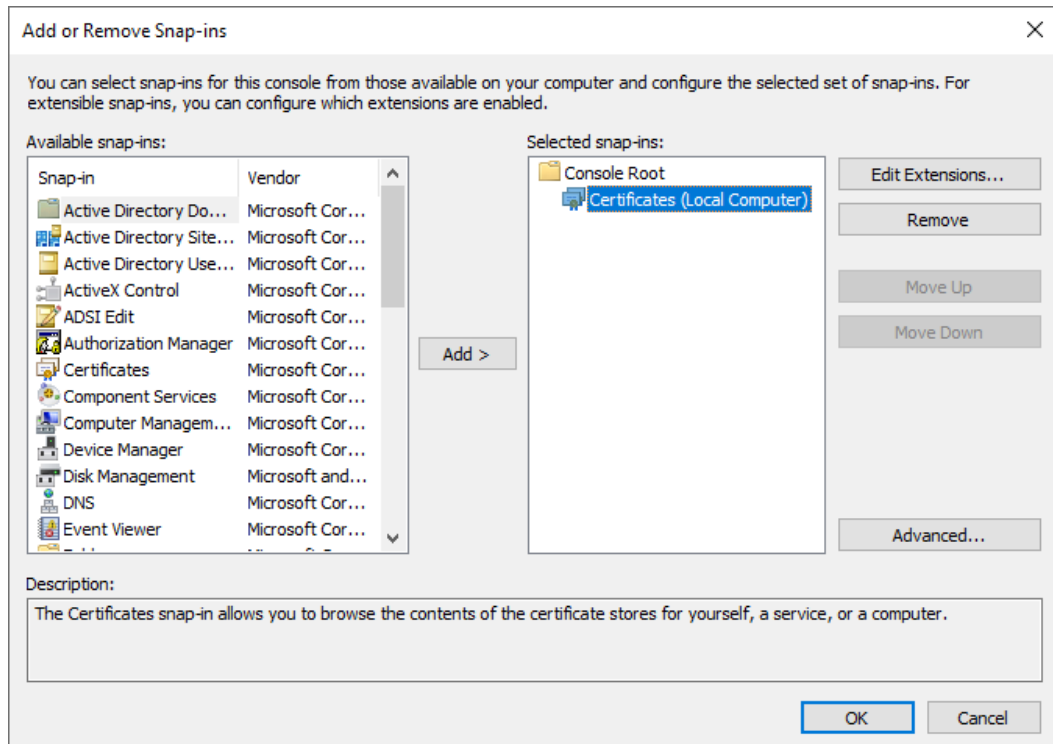 Add or Remove Snap-ins
You can select snap-ins for this console from those available on your computer and configure the selected set of snap-ins. For
extensible snap-ins, you can configure which extensions are enabled.
Available snap-ins:
Snap-in Vendor
Active Directory Do... Microsoft Cor...
Active Directory Site... Microsoft Cor...
Active Directory Use... Microsoft Cor...
ActiveX Control Microsoft Cor...
ADSI Edit Microsoft Cor...
Authorization Manager Microsoft Cor...
Certificates Microsoft Cor...
Component Services Microsoft Cor...
Computer Managem... Microsoft Cor...
Device Manager Microsoft Cor...
Disk Management Microsoft and...
DNS Microsoft Cor...
Event Viewer Microsoft Cor...
Add >
Selected snap-ins:
Console Root
Certificates (Local Computer)
Edit Extensions...
Remove
Move Up
Move Down
Advanced...
Description:
The Certificates snap-in allows you to browse the contents of the certificate stores for yourself, a service, or a computer.
OK
Cancel